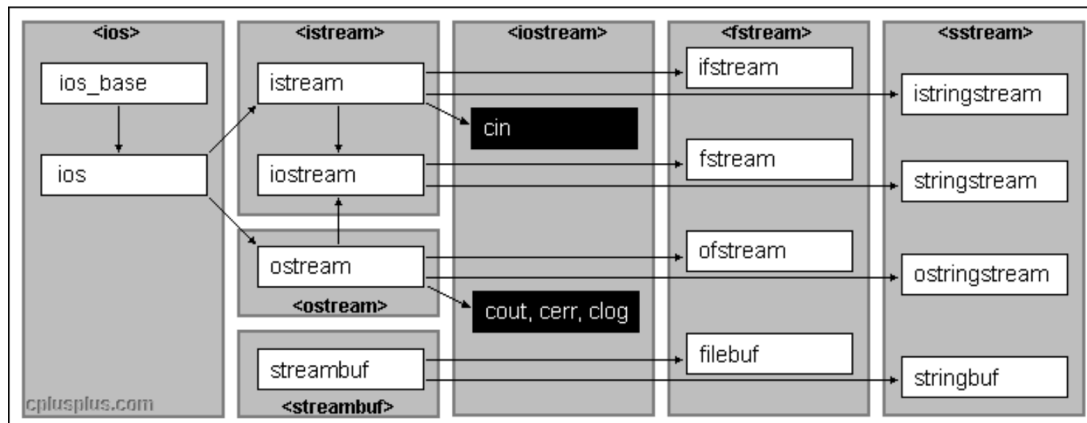 <ios>
ios_base
ios
cplusplus.com
<istream>
istream
iostream
ostream
<ostream>
streambuf
<streambuf>
<iostream>
cin
cout, cerr, clog
<fstream>
ifstream
fstream
ofstream
filebuf
<sstream>
istringstream
stringstream
ostringstream
stringbuf